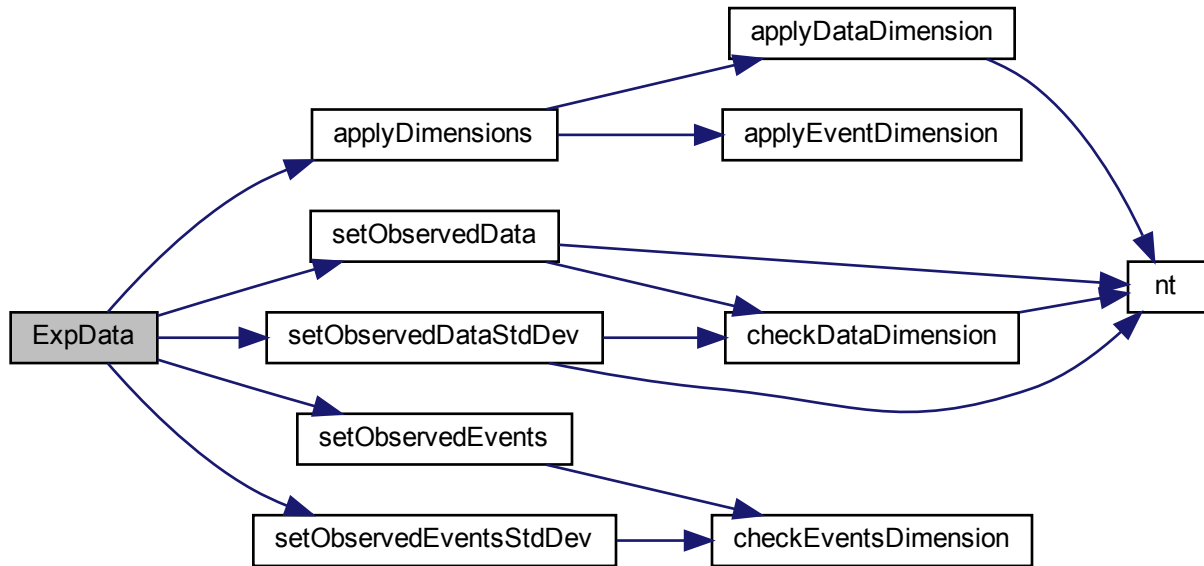 ExpData
applyDimensions
setObservedData
setObservedDataStdDev
setObservedEvents
setObservedEventsStdDev
applyDataDimension
applyEventDimension
checkDataDimension
checkEventsDimension
nt